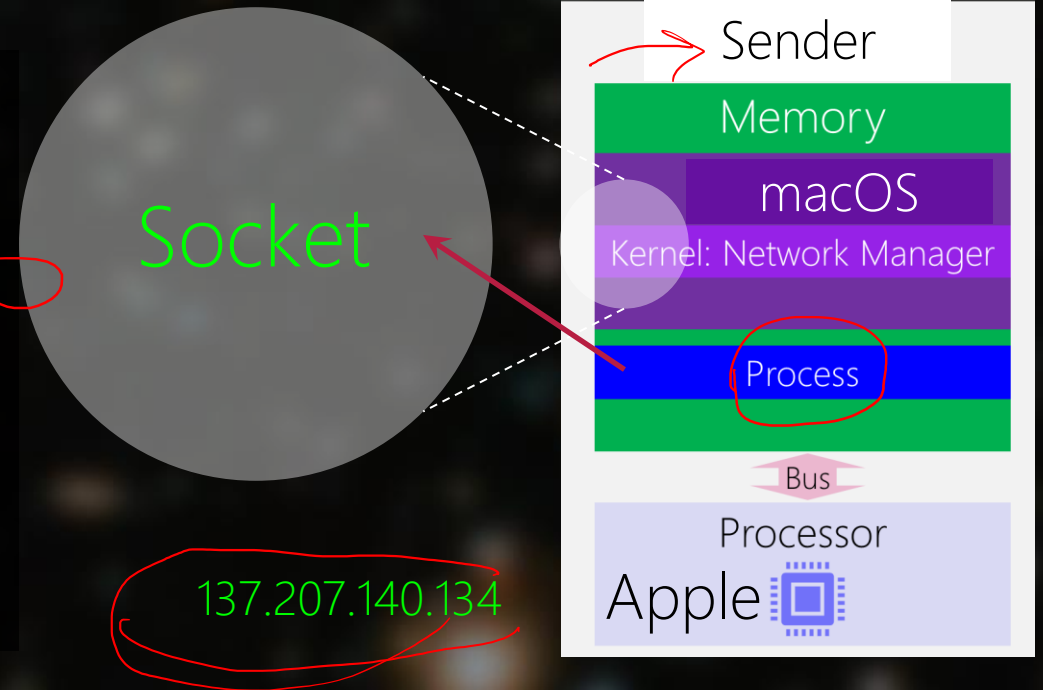 Sender
Memory
macOS
Socket
Kernel: Network Manager
Process
Bus
Processor
Apple
137.207.140.134